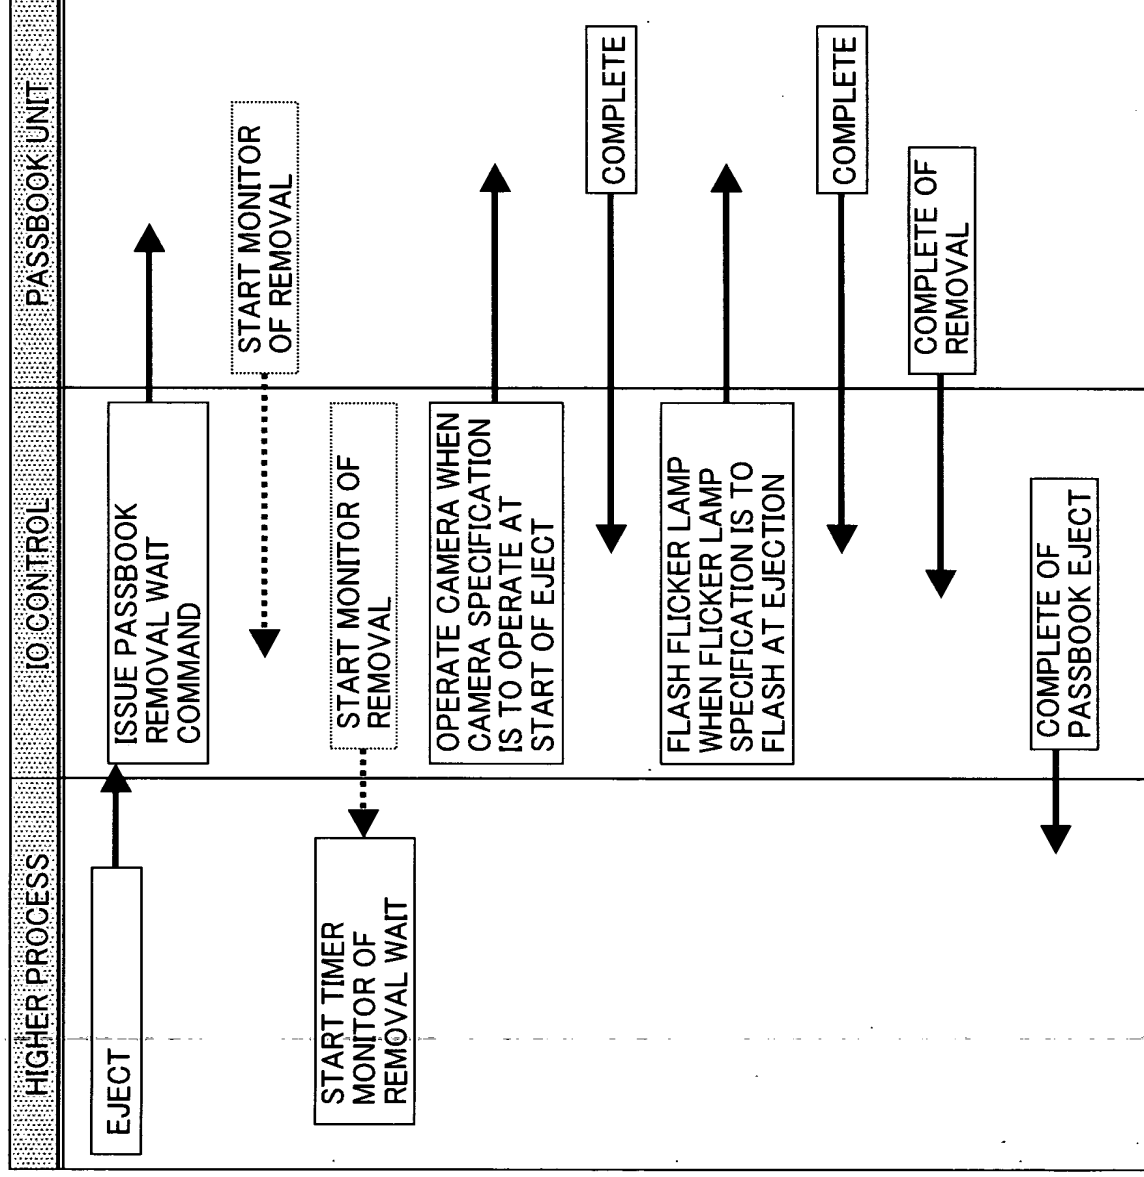 HIGHER PROCESS
IO CONTROL
PASSBOOK UNIT
EJECT
ISSUE PASSBOOK
REMOVAL WAIT
COMMAND
START MONITOR
OF REMOVAL
START MONITOR OF
REMOVAL
START TIMER
MONITOR OF
REMOVAL WAIT
OPERATE CAMERA WHEN
CAMERA SPECIFICATION
IS TO OPERATE AT
START OF EJECT
COMPLETE
FLASH FLICKER LAMP
WHEN FLICKER LAMP
SPECIFICATION IS TO
FLASH AT EJECTION
COMPLETE
COMPLETE OF
REMOVAL
COMPLETE OF
PASSBOOK EJECT